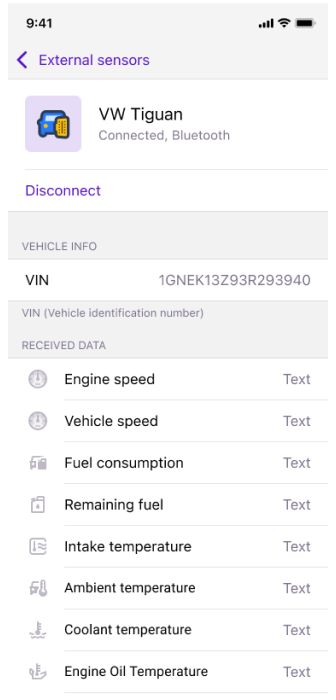 9:41
External sensors
VW Tiguan
Connected, Bluetooth
Disconnect
VEHICLE INFO
VIN 1GNEK13Z93R293940
VIN (Vehicle identification number)
RECEIVED DATA
Engine speed Text
Vehicle speed Text
Fuel consumption Text
Remaining fuel Text
Intake temperature Text
Ambient temperature Text
Coolant temperature Text
Engine Oil Temperature Text